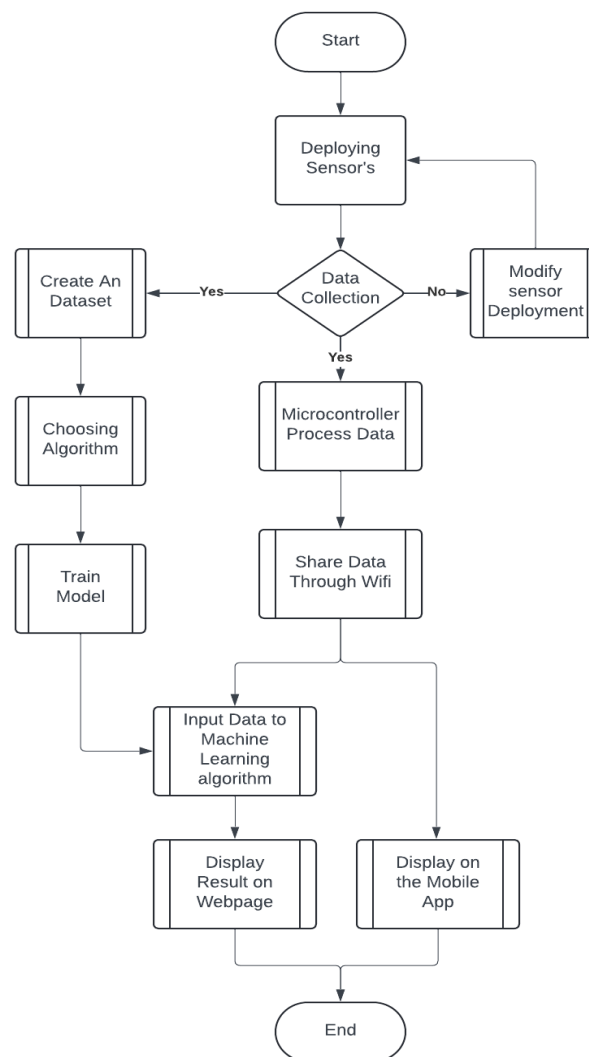 Start
Deploying
Sensor's
Create An
Dataset
Yes
Data
Collection
No
Modify
sensor
Deployment
Yes
Choosing
Algorithm
Microcontroller
Process Data
Train
Model
Share Data
Through Wifi
Input Data to
Machine
Learning
algorithm
Display
Result on
Webpage
Display on
the Mobile
App
End